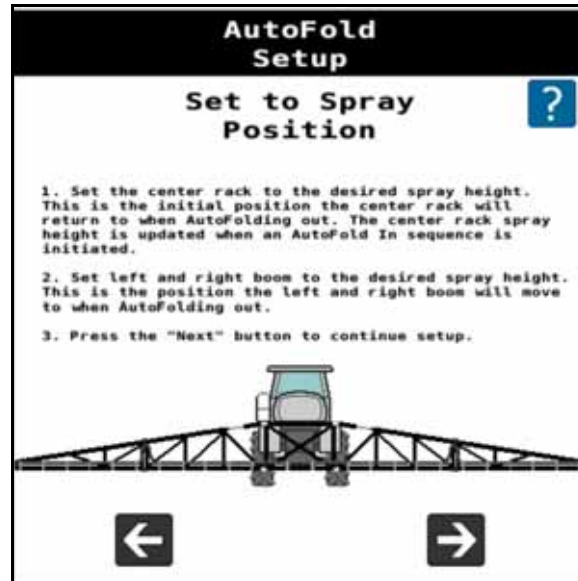 AutoFold
Setup
Set to Spray
Position
?
1. Set the center rack to the desired spray height.
This is the initial position the center rack will
return to when AutoFolding out. The center rack spray
height is updated when an AutoFold In sequence is
initiated.
2. Set left and right boom to the desired spray height.
This is the position the left and right boom will move
to when AutoFolding out.
3. Press the "Next" button to continue setup.